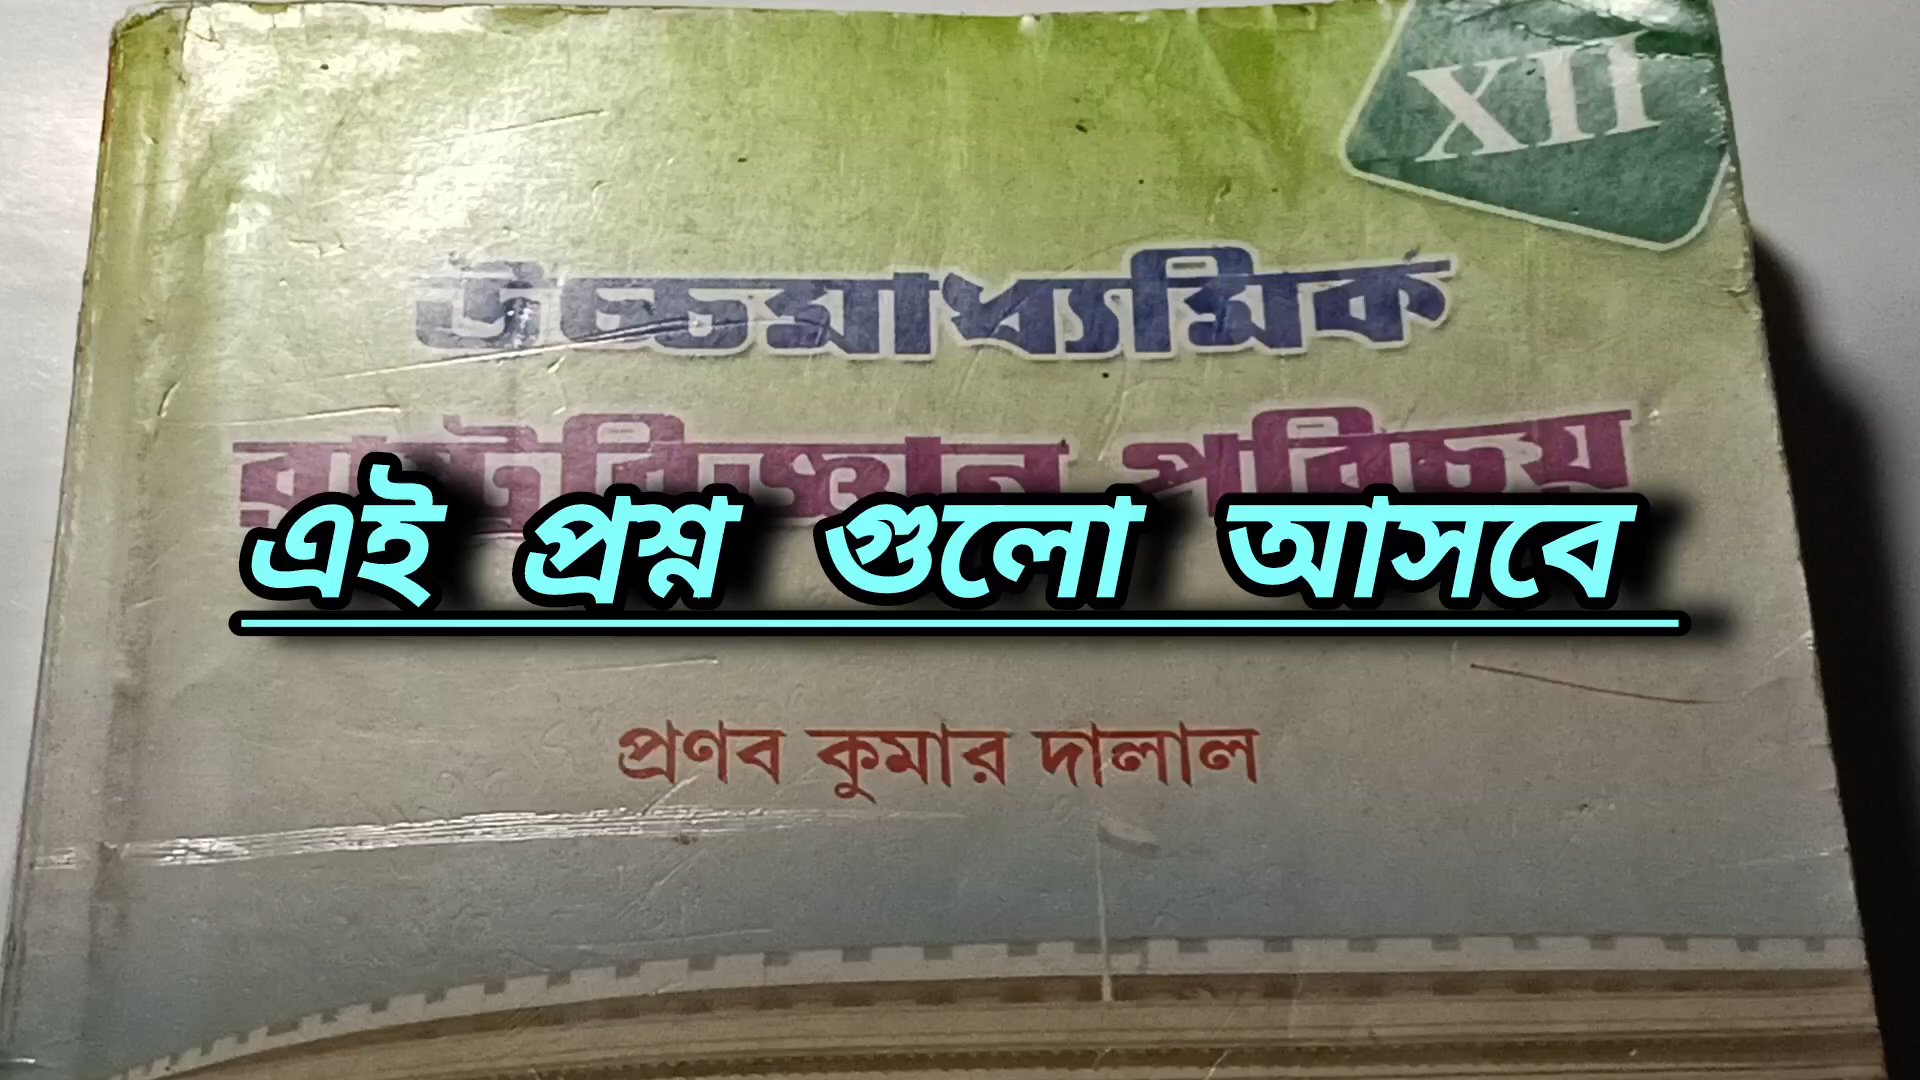 XII
উচ্চমাধ্যমিক
রাষ্ট্রবিজ্ঞান পরিচয়
এই প্রশ্ন গুলো আসবে
প্রণব কুমার দালাল